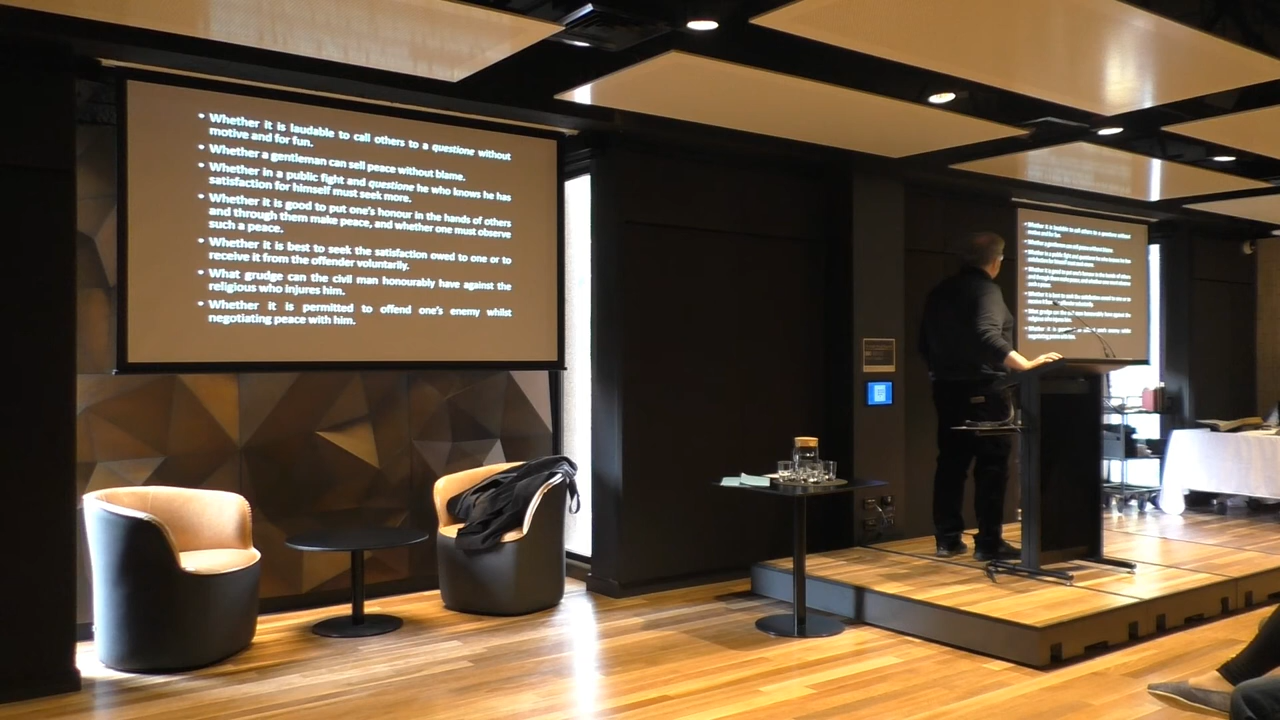 • Whether it is laudable to call others to a questione without
motive and for fun.
• Whether a gentleman can sell peace without blame.
• Whether in a public fight and questione he who knows he has
satisfaction for himself must seek more.
• Whether it is good to put one's honour in the hands of others
and through them make peace, and whether one must observe
such a peace.
• Whether it is best to seek the satisfaction owed to one or to
receive it from the offender voluntarily.
• What grudge can the civil man honourably have against the
religious who injures him.
• Whether it is permitted to offend one's enemy whilst
negotiating peace with him.